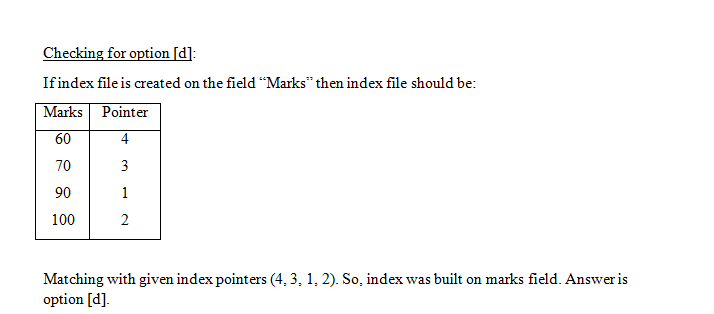 Checking for option [d]:
If index file is created on the field “Marks” then index file should be:
Marks Pointer
60 4
70 3
90 1
100 2
Matching with given index pointers (4, 3, 1, 2). So, index was built on marks field. Answer is
option [d].